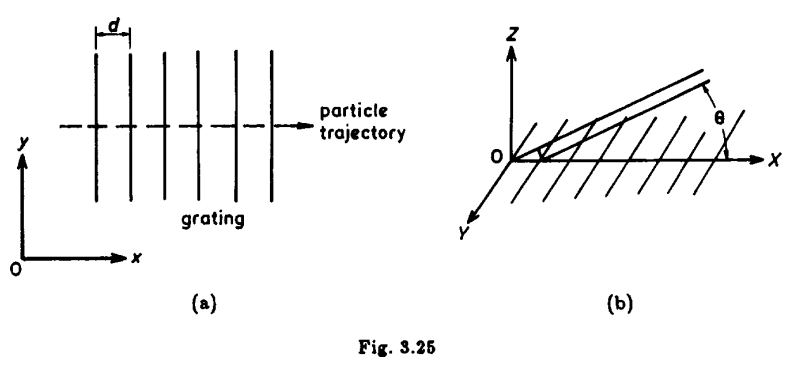 d
particle
trajectory
y
grating
O
x
(a)
Z
θ
O
X
Y
(b)
Fig. 3.25